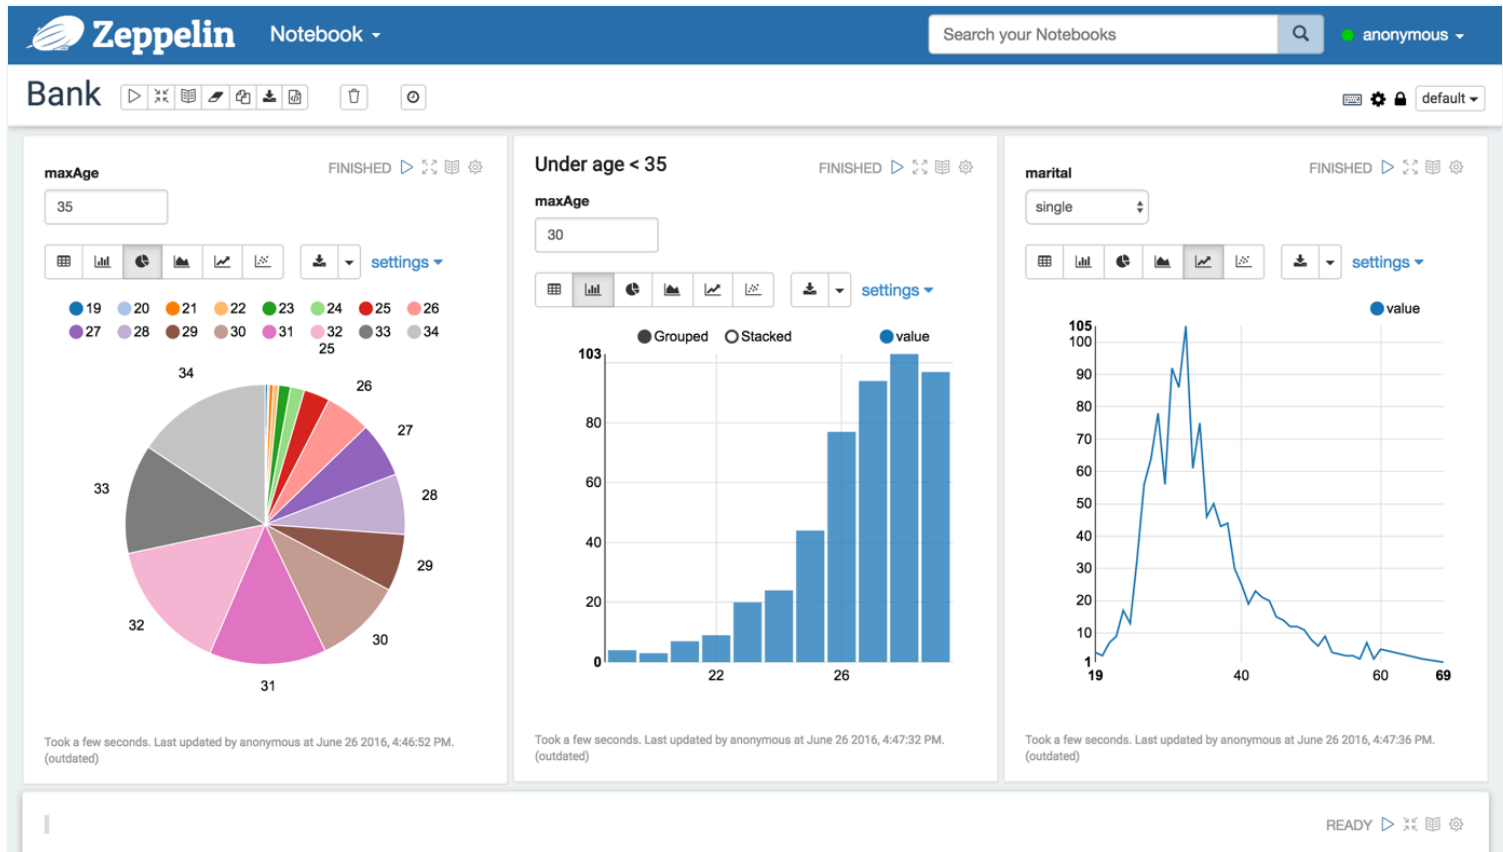 Zeppelin
Notebook
Search your Notebooks
anonymous
Bank
default
FINISHED
maxAge
35
settings
19 20 21 22 23 24 25 26
27 28 29 30 31 32 33 34
25
34
26
27
33
28
29
32
30
31
Took a few seconds. Last updated by anonymous at June 26 2016, 4:46:52 PM.
(outdated)
Under age < 35
FINISHED
maxAge
30
settings
Grouped Stacked value
103
80
60
40
20
0
22 26
Took a few seconds. Last updated by anonymous at June 26 2016, 4:47:32 PM.
(outdated)
FINISHED
marital
single
settings
value
105
100
90
80
70
60
50
40
30
20
10
1
19 40 60 69
Took a few seconds. Last updated by anonymous at June 26 2016, 4:47:36 PM.
(outdated)
READY